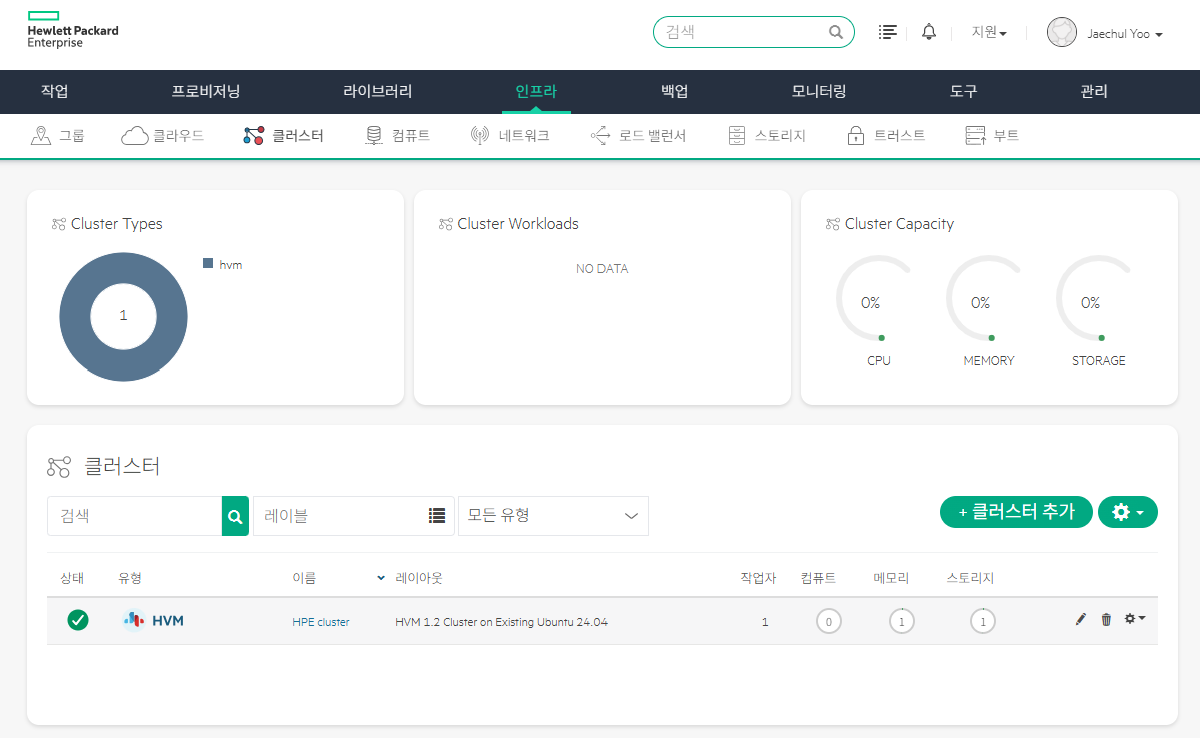 Hewlett Packard
Enterprise
검색
지원
Jaechul Yoo
작업 프로비저닝 라이브러리 인프라 백업 모니터링 도구 관리
그룹 클라우드 클러스터 컴퓨트 네트워크 로드 밸런서 스토리지 트러스트 부트
Cluster Types
1
hvm
Cluster Workloads
NO DATA
Cluster Capacity
0% 0% 0%
CPU MEMORY STORAGE
클러스터
검색 레이블 모든 유형 + 클러스터 추가
상태 유형 이름 레이아웃 작업자 컴퓨트 메모리 스토리지
HVM HPE cluster HVM 1.2 Cluster on Existing Ubuntu 24.04 1 0 1 1